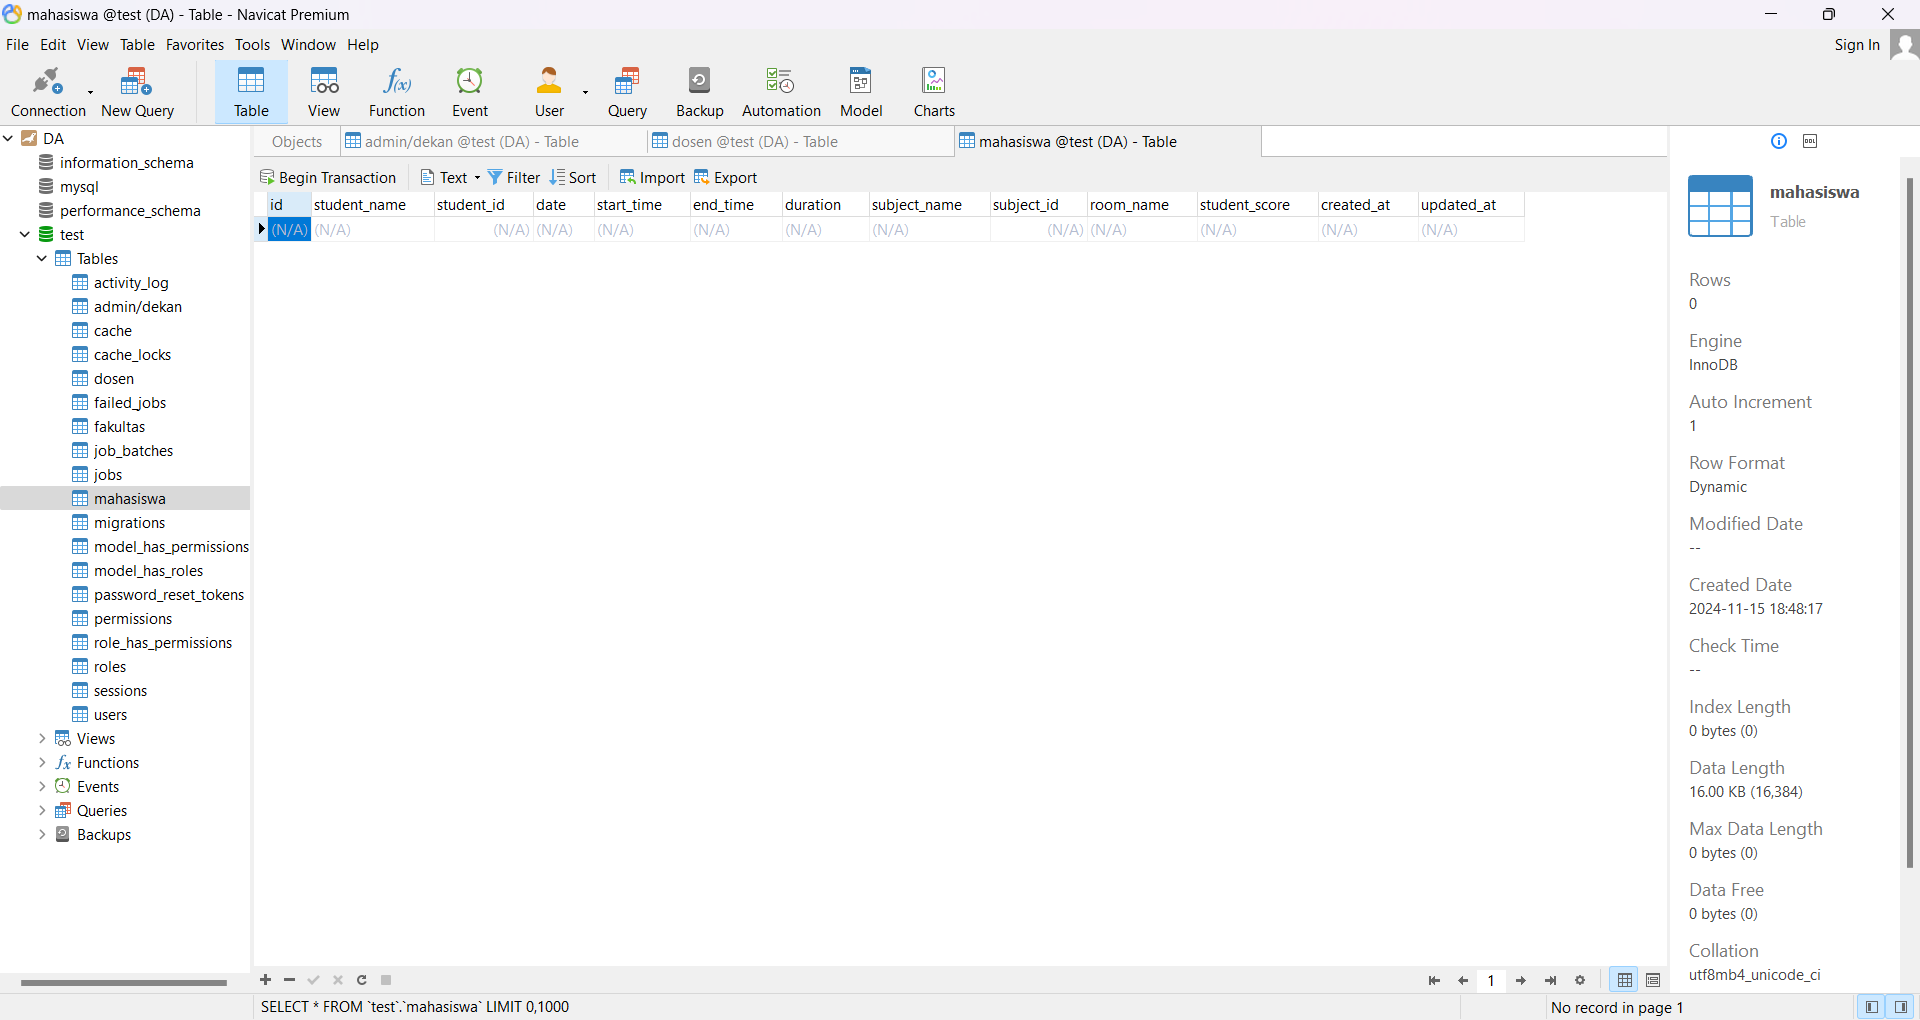 mahasiswa @test (DA) - Table - Navicat Premium
File Edit View Table Favorites Tools Window Help
Sign In
Connection New Query Table View Function Event User Query Backup Automation Model Charts
DA
information_schema
mysql
performance_schema
test
Tables
activity_log
admin/dekan
cache
cache_locks
dosen
failed_jobs
fakultas
job_batches
jobs
mahasiswa
migrations
model_has_permissions
model_has_roles
password_reset_tokens
permissions
role_has_permissions
roles
sessions
users
Views
Functions
Events
Queries
Backups
Objects admin/dekan @test (DA) - Table dosen @test (DA) - Table mahasiswa @test (DA) - Table
Begin Transaction Text Filter Sort Import Export
id student_name student_id date start_time end_time duration subject_name subject_id room_name student_score created_at updated_at
(N/A) (N/A) (N/A) (N/A) (N/A) (N/A) (N/A) (N/A) (N/A) (N/A) (N/A) (N/A) (N/A)
1
SELECT * FROM `test`.`mahasiswa` LIMIT 0,1000
No record in page 1
DDL
mahasiswa
Table
Rows
0
Engine
InnoDB
Auto Increment
1
Row Format
Dynamic
Modified Date
--
Created Date
2024-11-15 18:48:17
Check Time
--
Index Length
0 bytes (0)
Data Length
16.00 KB (16,384)
Max Data Length
0 bytes (0)
Data Free
0 bytes (0)
Collation
utf8mb4_unicode_ci